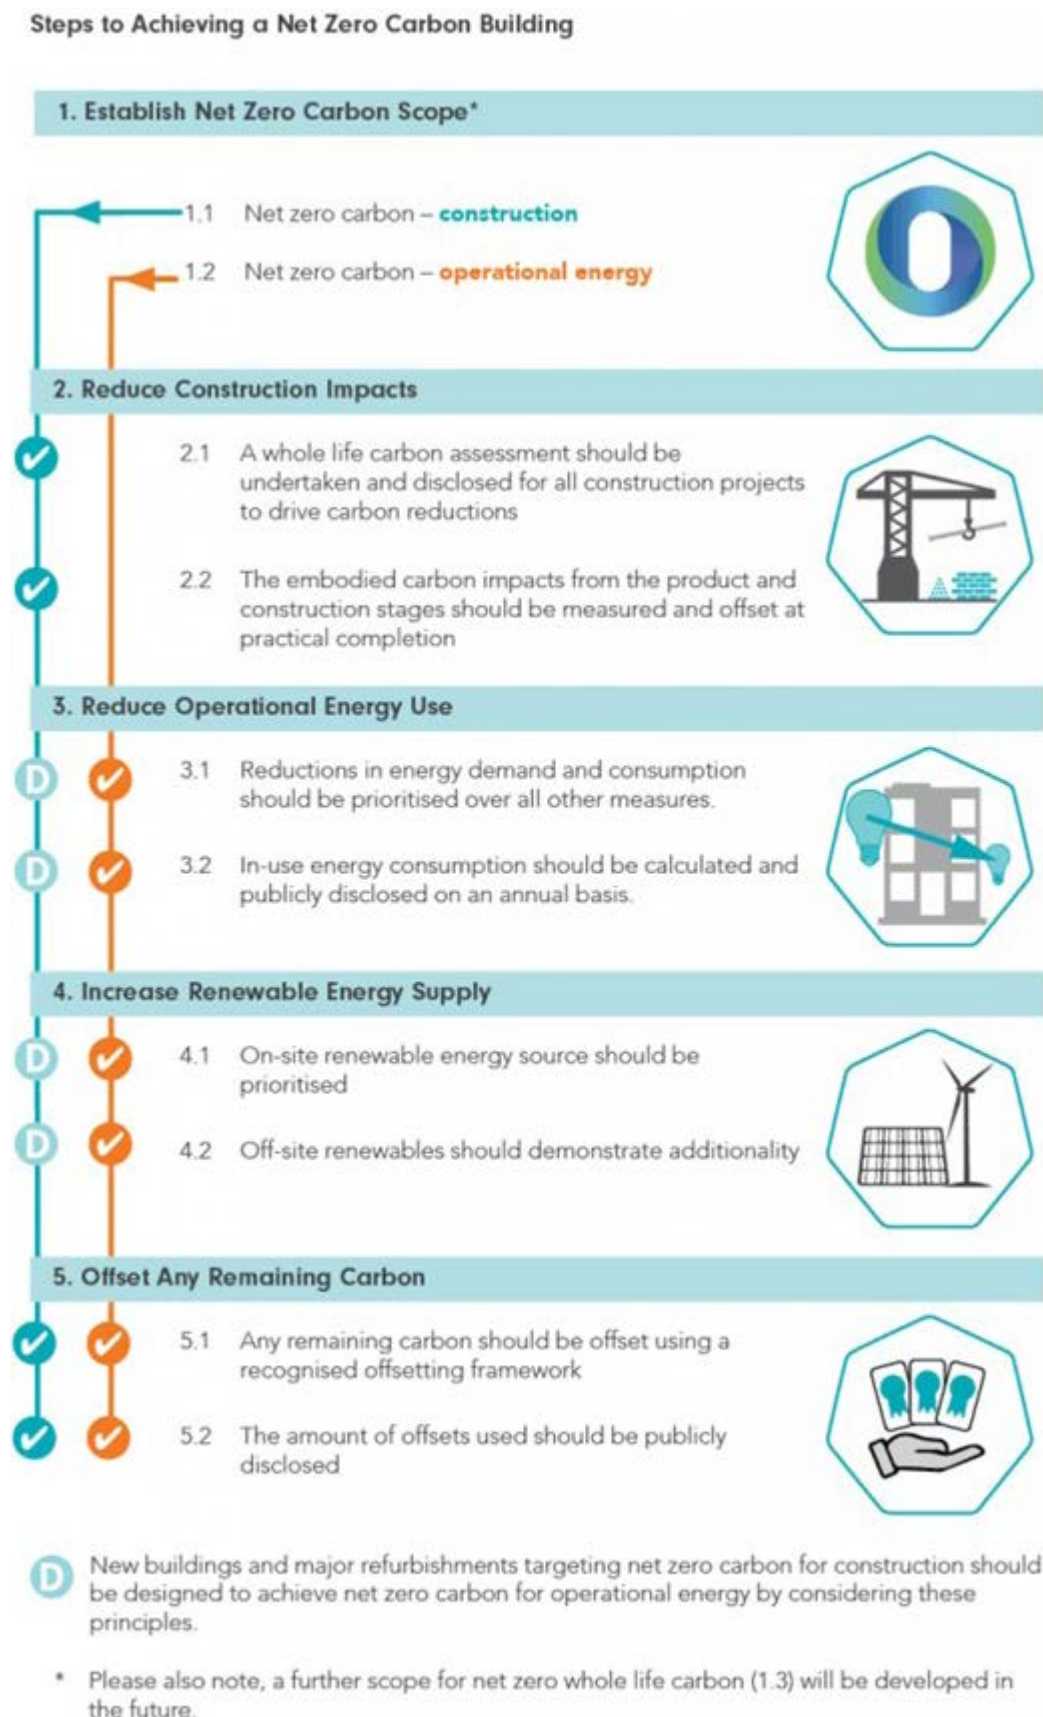 Steps to Achieving a Net Zero Carbon Building
1. Establish Net Zero Carbon Scope*
1.1 Net zero carbon – construction
1.2 Net zero carbon – operational energy
2. Reduce Construction Impacts
2.1 A whole life carbon assessment should be
undertaken and disclosed for all construction projects
to drive carbon reductions
2.2 The embodied carbon impacts from the product and
construction stages should be measured and offset at
practical completion
3. Reduce Operational Energy Use
D 3.1 Reductions in energy demand and consumption
should be prioritised over all other measures.
D 3.2 In-use energy consumption should be calculated and
publicly disclosed on an annual basis.
4. Increase Renewable Energy Supply
D 4.1 On-site renewable energy source should be
prioritised
D 4.2 Off-site renewables should demonstrate additionality
5. Offset Any Remaining Carbon
5.1 Any remaining carbon should be offset using a
recognised offsetting framework
5.2 The amount of offsets used should be publicly
disclosed
D New buildings and major refurbishments targeting net zero carbon for construction should
be designed to achieve net zero carbon for operational energy by considering these
principles.
* Please also note, a further scope for net zero whole life carbon (1.3) will be developed in
the future.